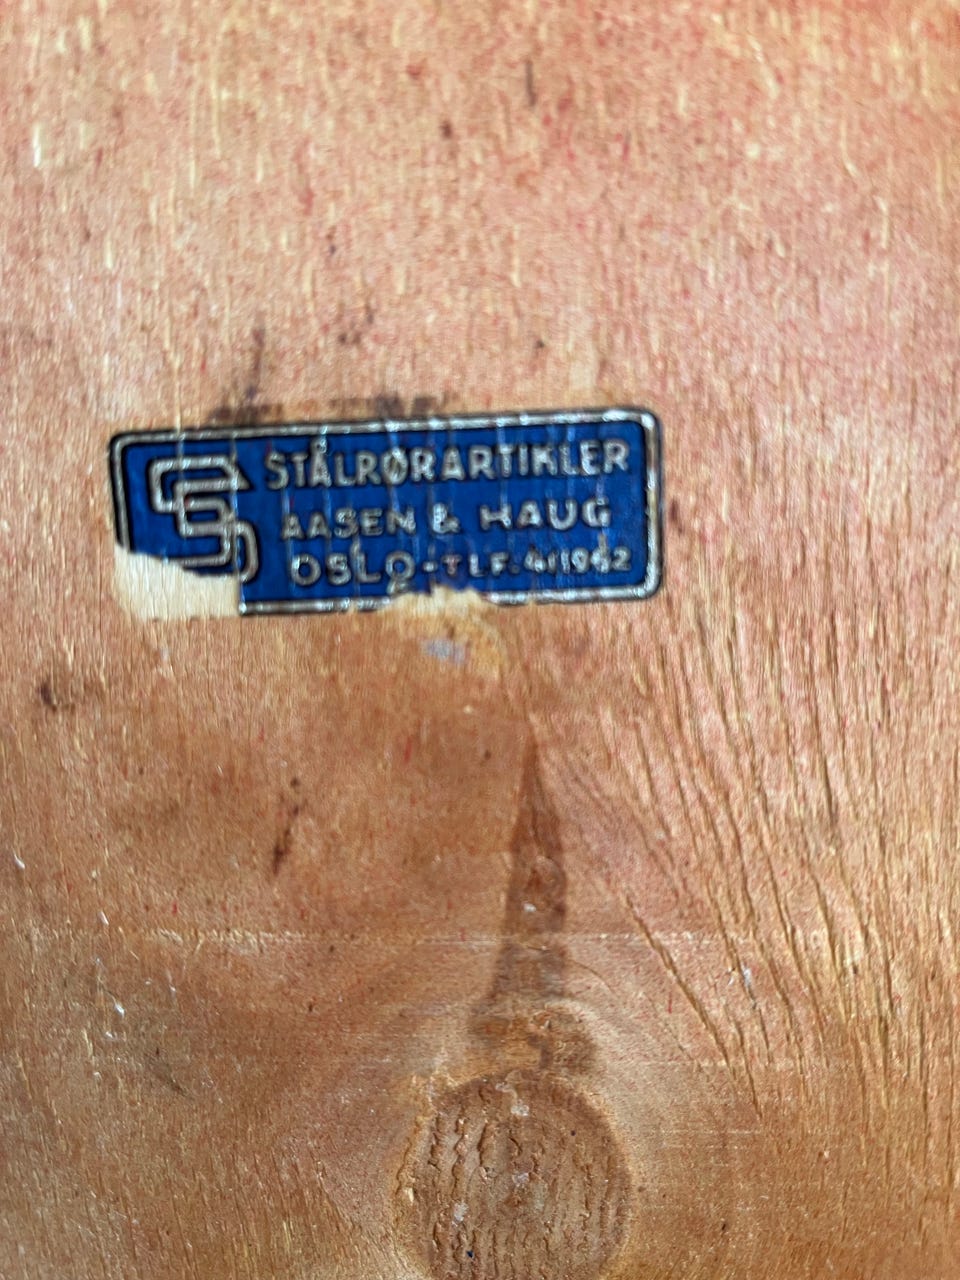 STÅLRØRARTIKLER
AASEN & HAUG
OSLO-TLF. 411962